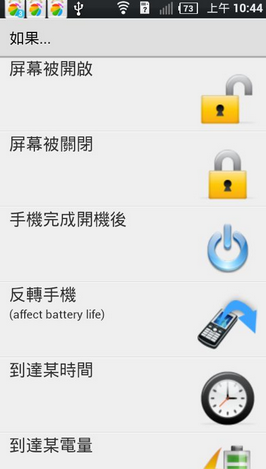 73 上午 10:44
如果...
屏幕被開啟
屏幕被關閉
手機完成開機後
反轉手機
(affect battery life)
到達某時間
到達某電量